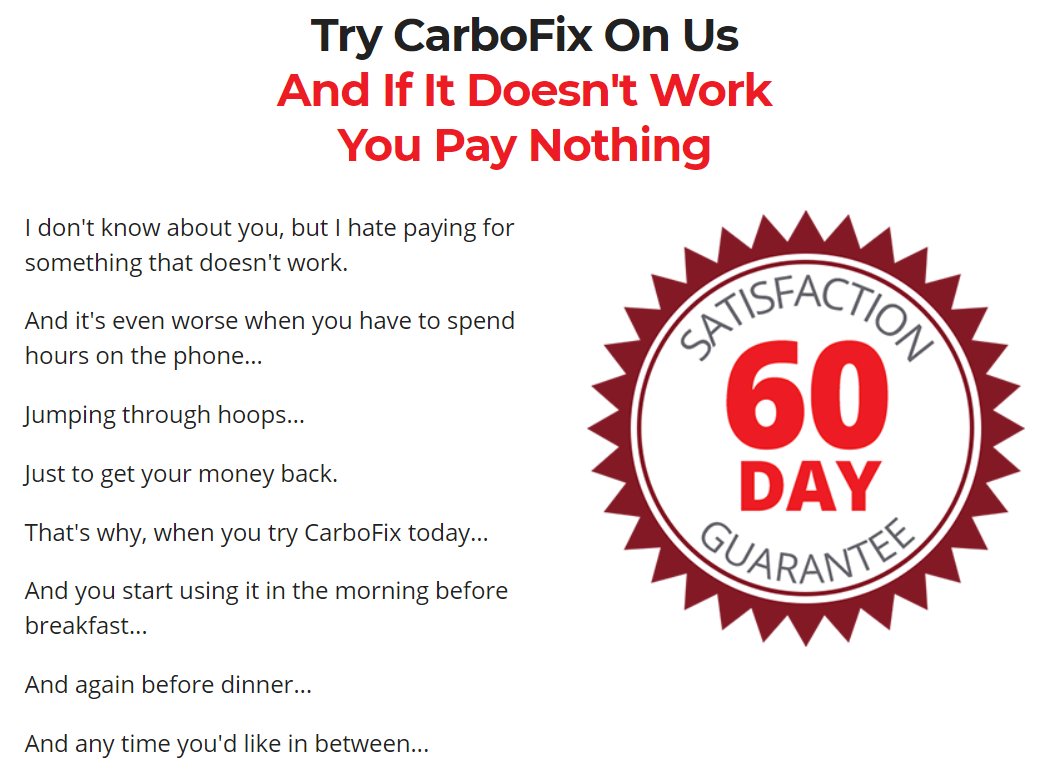 Try CarboFix On Us
And If It Doesn't Work
You Pay Nothing
I don't know about you, but I hate paying for
something that doesn't work.
And it's even worse when you have to spend
hours on the phone...
Jumping through hoops...
Just to get your money back.
That's why, when you try CarboFix today...
And you start using it in the morning before
breakfast...
And again before dinner...
And any time you'd like in between...
SATISFACTION
60
DAY
GUARANTEE